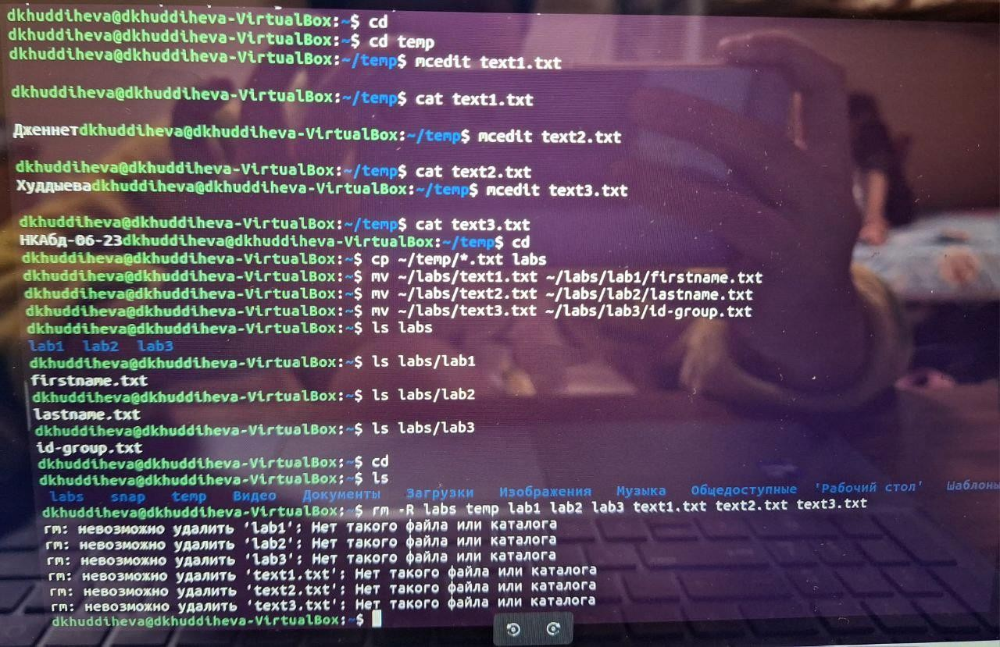 dkhuddiheva@dkhuddiheva-VirtualBox:~$ cd
dkhuddiheva@dkhuddiheva-VirtualBox:~$ cd temp
dkhuddiheva@dkhuddiheva-VirtualBox:~/temp$ mcedit text1.txt
dkhuddiheva@dkhuddiheva-VirtualBox:~/temp$ cat text1.txt
Дженнетdkhuddiheva@dkhuddiheva-VirtualBox:~/temp$ mcedit text2.txt
dkhuddiheva@dkhuddiheva-VirtualBox:~/temp$ cat text2.txt
Худдыеваdkhuddiheva@dkhuddiheva-VirtualBox:~/temp$ mcedit text3.txt
dkhuddiheva@dkhuddiheva-VirtualBox:~/temp$ cat text3.txt
НКАбд-06-23dkhuddiheva@dkhuddiheva-VirtualBox:~/temp$ cd
dkhuddiheva@dkhuddiheva-VirtualBox:~$ cp ~/temp/*.txt labs
dkhuddiheva@dkhuddiheva-VirtualBox:~$ mv ~/labs/text1.txt ~/labs/lab1/firstname.txt
dkhuddiheva@dkhuddiheva-VirtualBox:~$ mv ~/labs/text2.txt ~/labs/lab2/lastname.txt
dkhuddiheva@dkhuddiheva-VirtualBox:~$ mv ~/labs/text3.txt ~/labs/lab3/id-group.txt
dkhuddiheva@dkhuddiheva-VirtualBox:~$ ls labs
lab1 lab2 lab3
dkhuddiheva@dkhuddiheva-VirtualBox:~$ ls labs/lab1
firstname.txt
dkhuddiheva@dkhuddiheva-VirtualBox:~$ ls labs/lab2
lastname.txt
dkhuddiheva@dkhuddiheva-VirtualBox:~$ ls labs/lab3
id-group.txt
dkhuddiheva@dkhuddiheva-VirtualBox:~$ cd
dkhuddiheva@dkhuddiheva-VirtualBox:~$ ls
labs snap temp Видео Документы Загрузки Изображения Музыка Общедоступные 'Рабочий стол' Шаблоны
dkhuddiheva@dkhuddiheva-VirtualBox:~$ rm -R labs temp lab1 lab2 lab3 text1.txt text2.txt text3.txt
rm: невозможно удалить 'lab1': Нет такого файла или каталога
rm: невозможно удалить 'lab2': Нет такого файла или каталога
rm: невозможно удалить 'lab3': Нет такого файла или каталога
rm: невозможно удалить 'text1.txt': Нет такого файла или каталога
rm: невозможно удалить 'text2.txt': Нет такого файла или каталога
rm: невозможно удалить 'text3.txt': Нет такого файла или каталога
dkhuddiheva@dkhuddiheva-VirtualBox:~$